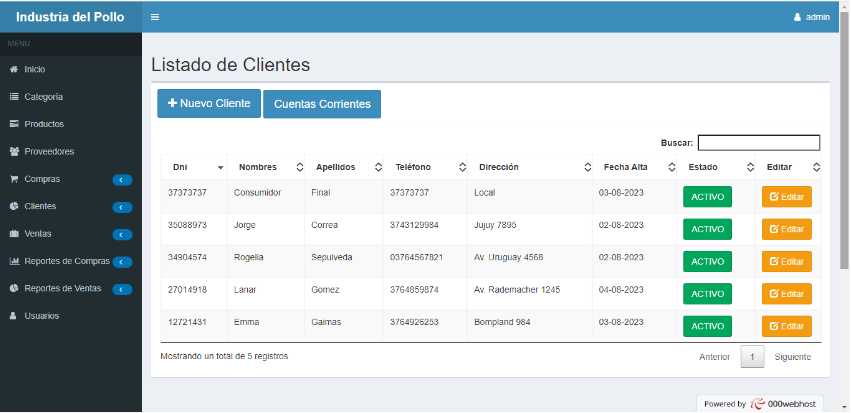 Industria del Pollo
admin
MENU
Inicio
Categoría
Productos
Proveedores
Compras
Clientes
Ventas
Reportes de Compras
Reportes de Ventas
Usuarios
Listado de Clientes
Nuevo Cliente Cuentas Corrientes
Buscar:
Dni Nombres Apellidos Teléfono Dirección Fecha Alta Estado Editar
37373737 Consumidor Final 37373737 Local 03-08-2023 ACTIVO Editar
35088973 Jorge Correa 3743129984 Jujuy 7895 02-08-2023 ACTIVO Editar
34904574 Rogelia Sepulveda 03764567821 Av. Uruguay 4568 02-08-2023 ACTIVO Editar
27014918 Lanar Gomez 3764859874 Av. Rademacher 1245 04-08-2023 ACTIVO Editar
12721431 Emma Gaimas 3764926253 Bompland 984 03-08-2023 ACTIVO Editar
Mostrando un total de 5 registros
Anterior 1 Siguiente
Powered by 000webhost